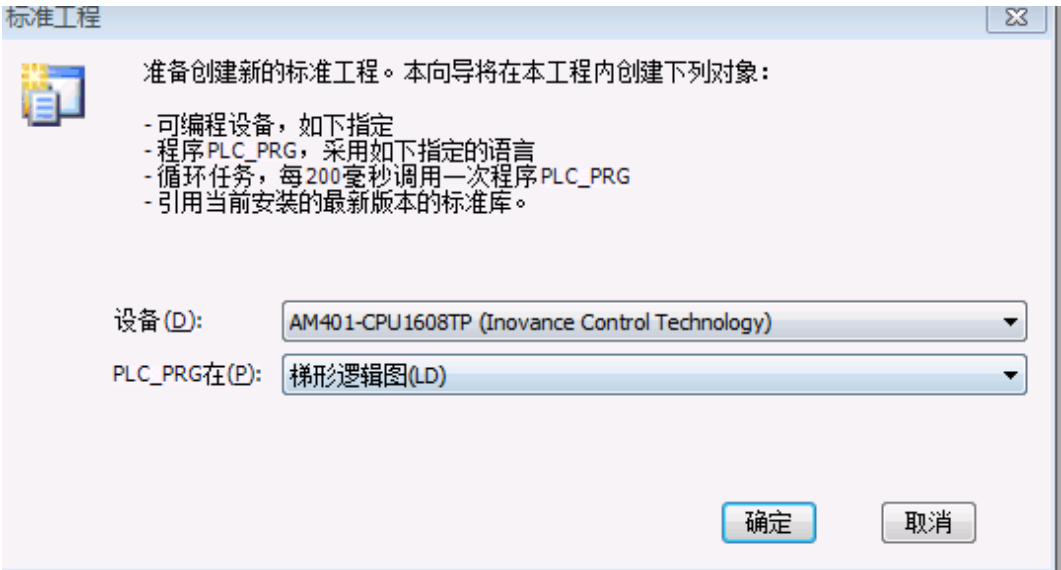 标准工程
准备创建新的标准工程。本向导将在本工程内创建下列对象：
-可编程设备，如下指定
-程序PLC_PRG，采用如下指定的语言
-循环任务，每200毫秒调用一次程序PLC_PRG
-引用当前安装的最新版本的标准库。
设备(D): AM401-CPU1608TP (Inovance Control Technology)
PLC_PRG在(P): 梯形逻辑图(LD)
确定 取消